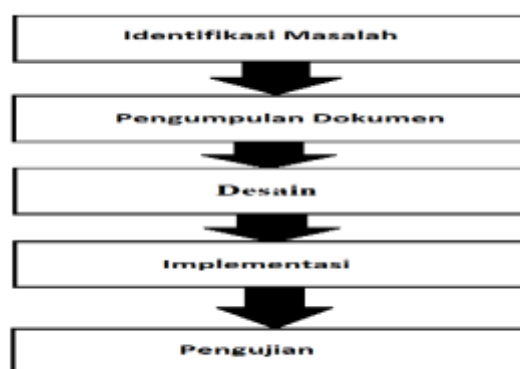 Identifikasi Masalah
Pengumpulan Dokumen
Desain
Implementasi
Pengujian